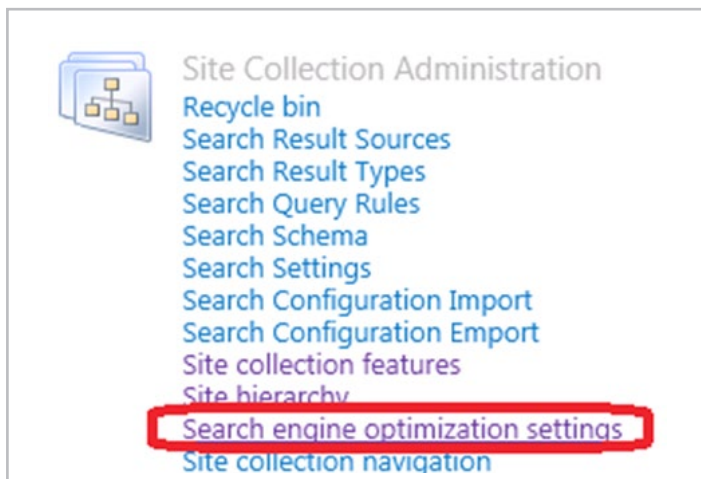 Site Collection Administration
Recycle bin
Search Result Sources
Search Result Types
Search Query Rules
Search Schema
Search Settings
Search Configuration Import
Search Configuration Emport
Site collection features
Site hierarchy
Search engine optimization settings
Site collection navigation